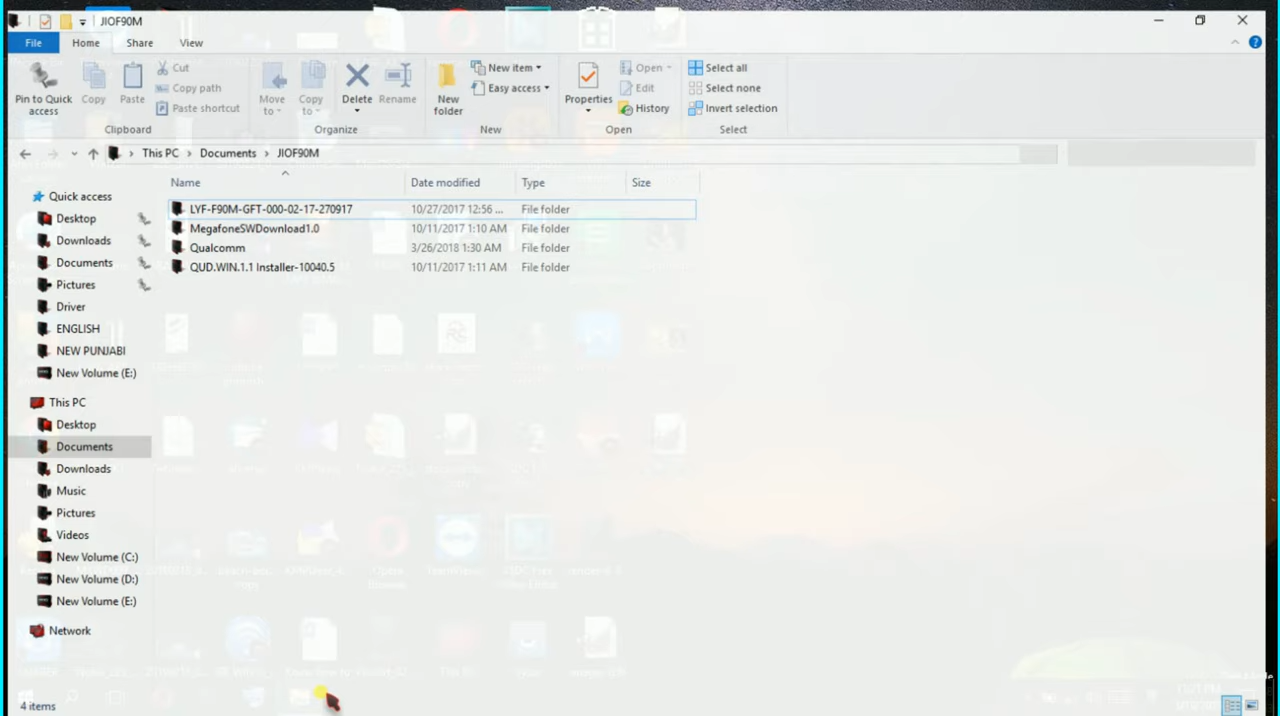 JIOF90M
File Home Share View
Pin to Quick access
Copy
Paste
Cut
Copy path
Paste shortcut
Clipboard
Move to
Copy to
Delete
Rename
Organize
New folder
New item
Easy access
New
Properties
Open
Edit
History
Open
Select all
Select none
Invert selection
Select
This PC > Documents > JIOF90M
Name Date modified Type Size
LYF-F90M-GFT-000-02-17-270917 10/27/2017 12:56 ... File folder
MegafoneSWDownload1.0 10/11/2017 1:10 AM File folder
Qualcomm 3/26/2018 1:30 AM File folder
QUD.WIN.1.1 Installer-10040.5 10/11/2017 1:11 AM File folder
Quick access
Desktop
Downloads
Documents
Pictures
Driver
ENGLISH
NEW PUNJABI
New Volume (E:)
This PC
Desktop
Documents
Downloads
Music
Pictures
Videos
New Volume (C:)
New Volume (D:)
New Volume (E:)
Network
4 items